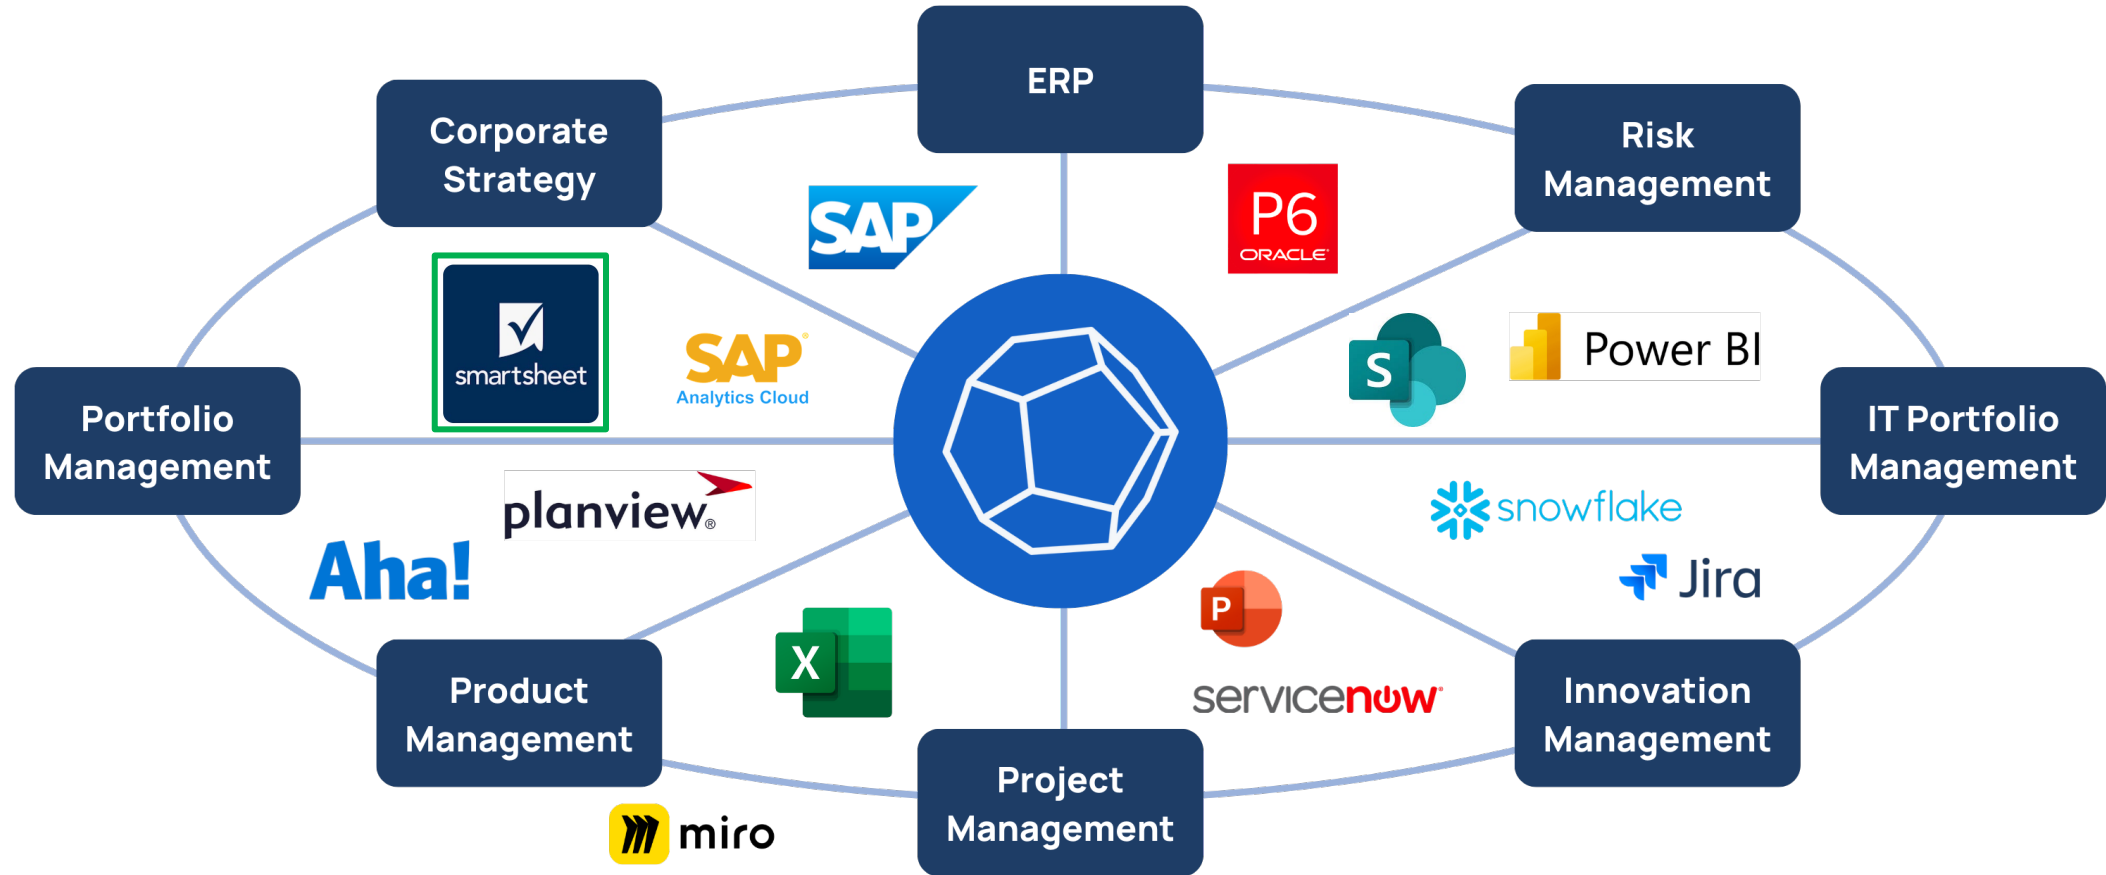 ERP
Corporate
Strategy
Risk
Management
SAP
P6
ORACLE
smartsheet
SAP®
Analytics Cloud
S
Power BI
Portfolio
Management
IT Portfolio
Management
planview®
snowflake
Aha!
Jira
P
X
servicenow
Product
Management
Innovation
Management
Project
Management
miro